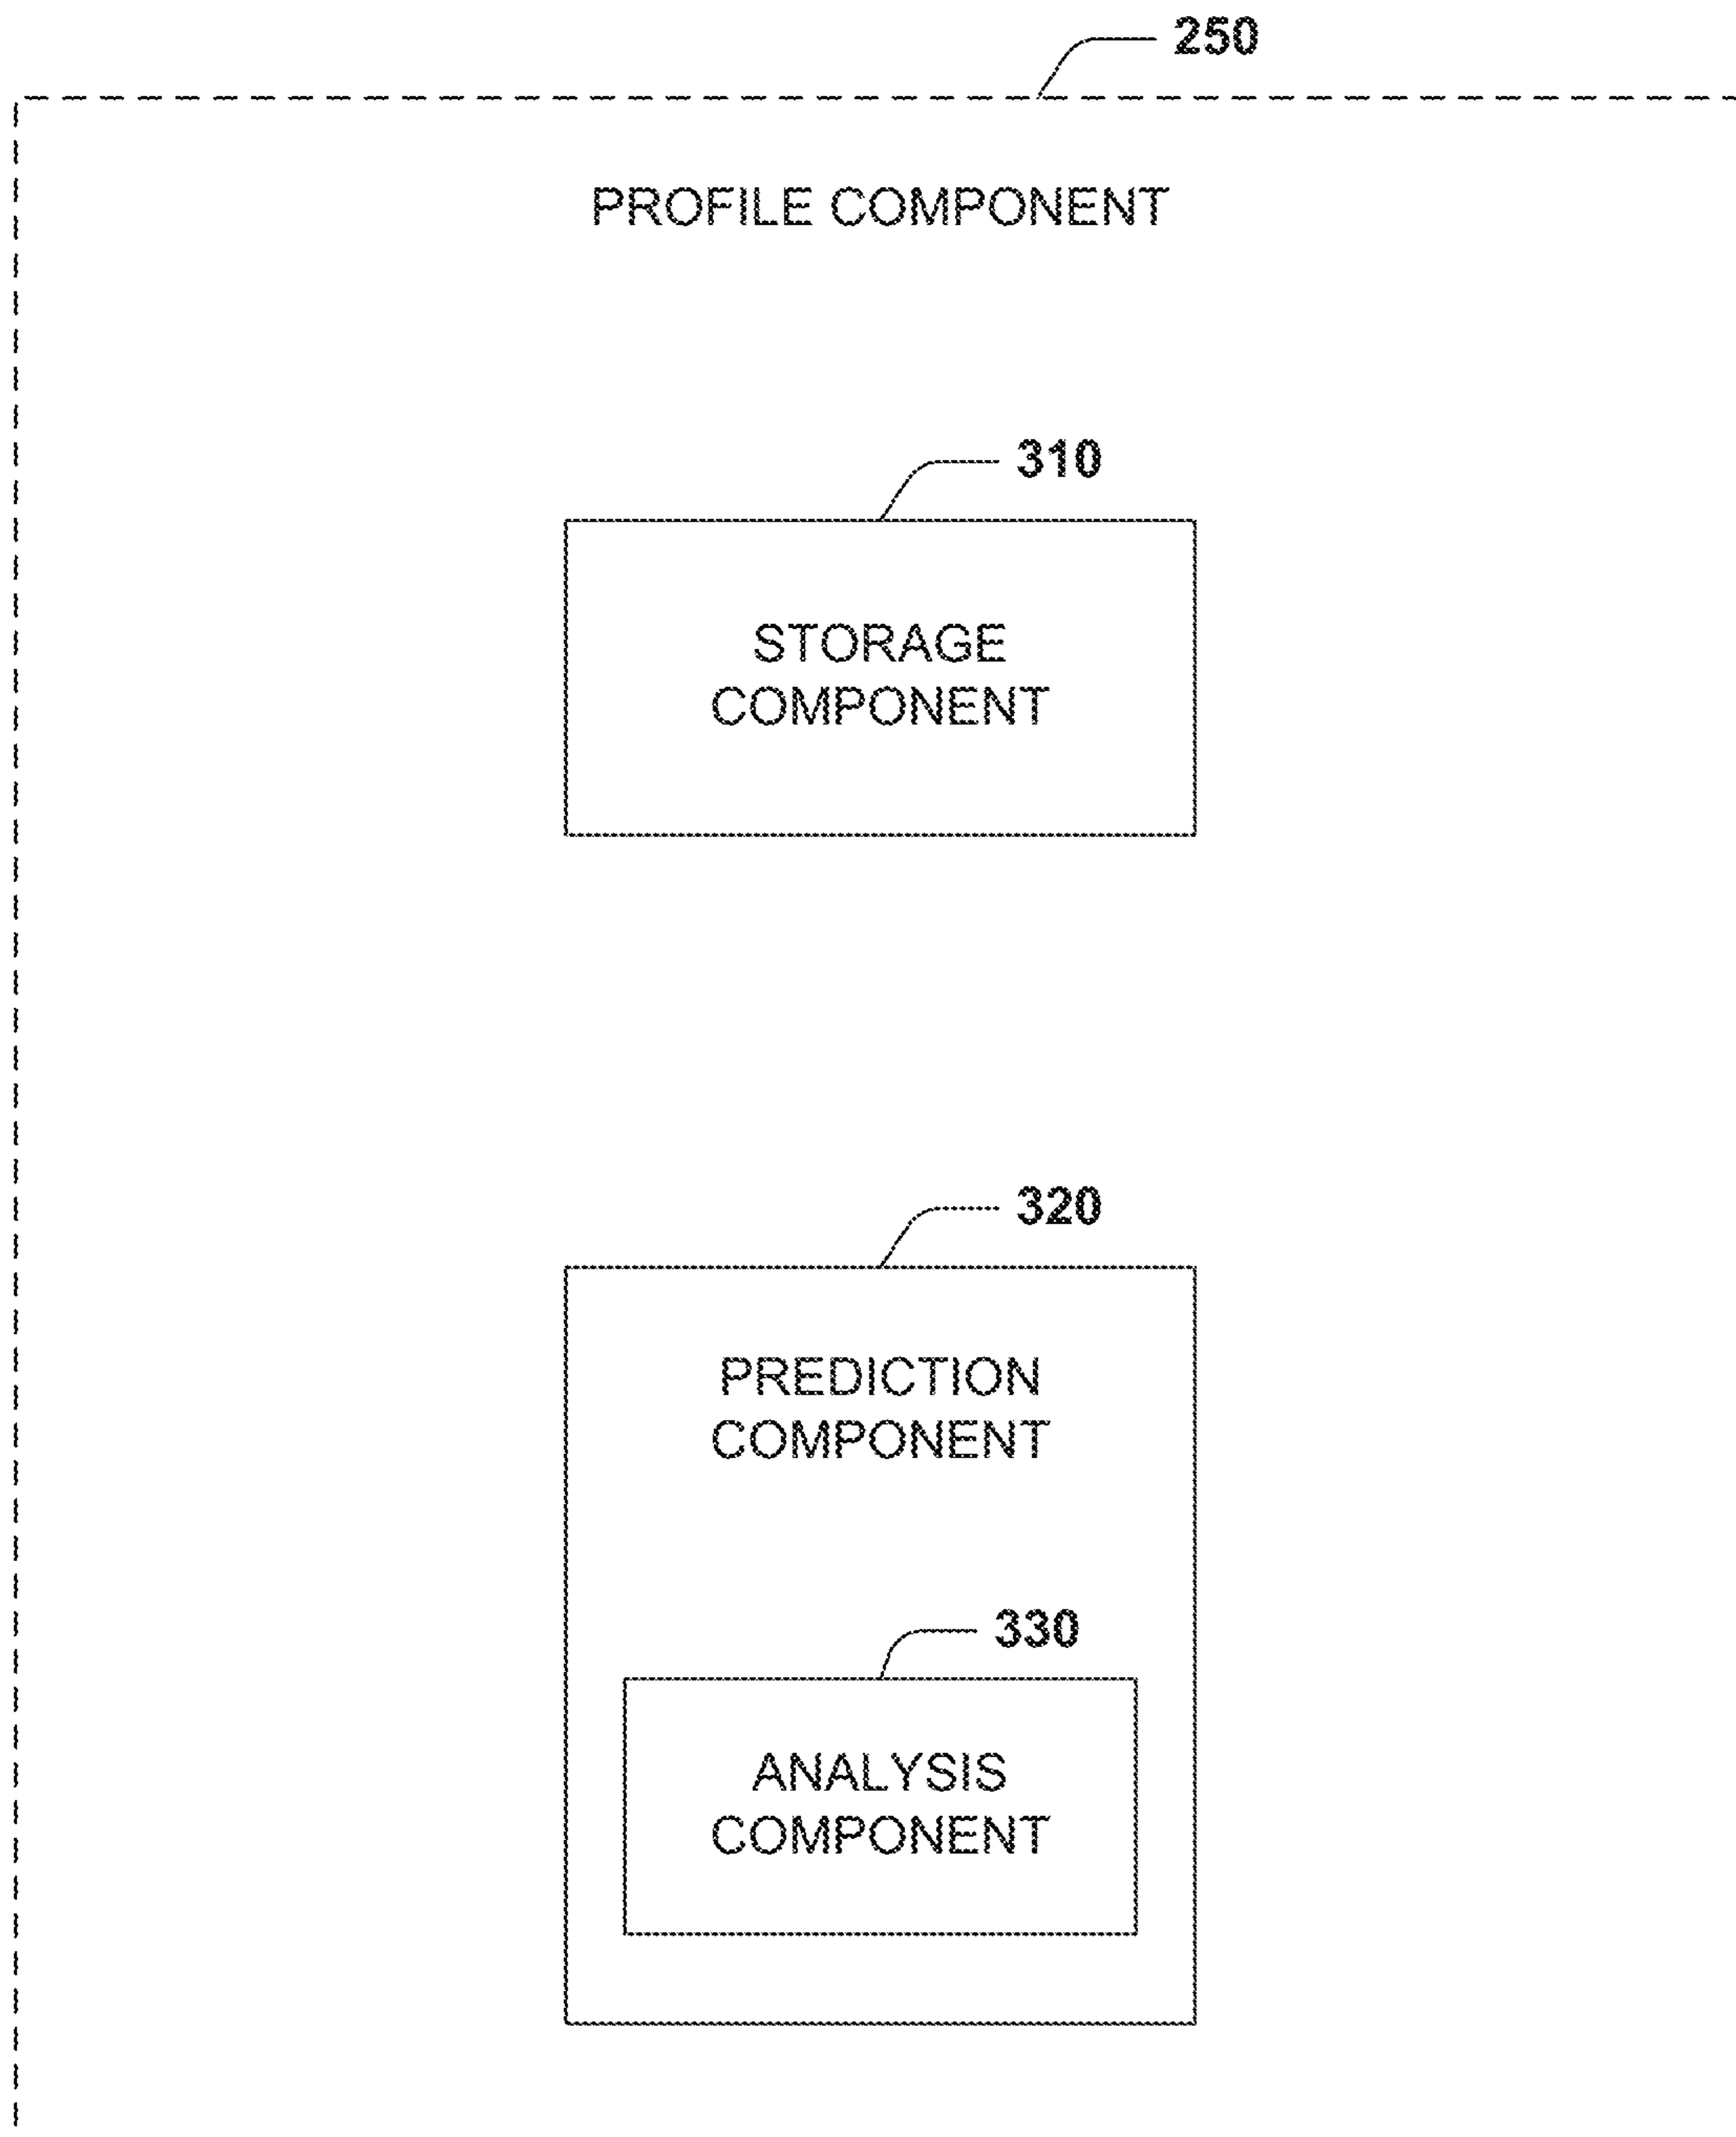 250
PROFILE COMPONENT
310
STORAGE
COMPONENT
320
PREDICTION
COMPONENT
330
ANALYSIS
COMPONENT